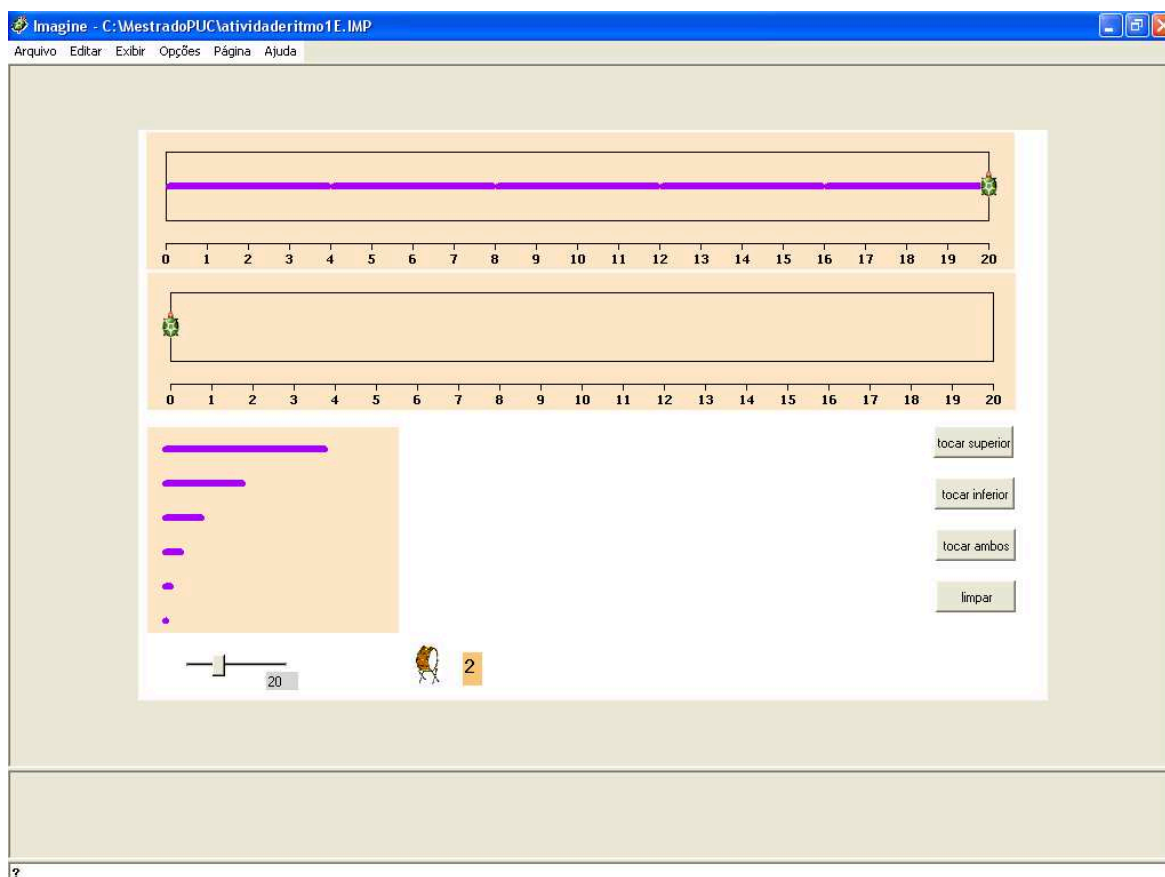 Imagine - C:\MestradoPUC\atividaderitmo1E.IMP
Arquivo Editar Exibir Opções Página Ajuda
0 1 2 3 4 5 6 7 8 9 10 11 12 13 14 15 16 17 18 19 20
0 1 2 3 4 5 6 7 8 9 10 11 12 13 14 15 16 17 18 19 20
tocar superior
tocar inferior
tocar ambos
limpar
20
2
?